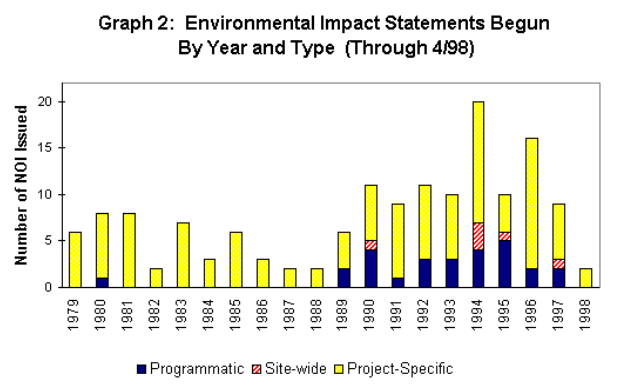 Graph 2: Environmental Impact Statements Begun
By Year and Type (Through 4/98)
Number of NOI Issued
20
15
10
5
0
1979 1980 1981 1982 1983 1984 1985 1986 1987 1988 1989 1990 1991 1992 1993 1994 1995 1996 1997 1998
Programmatic Site-wide Project-Specific